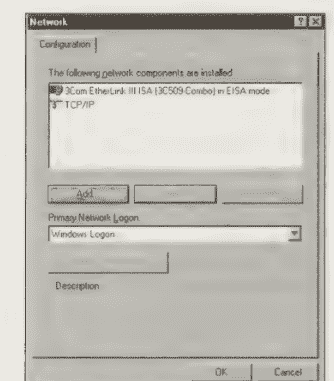 Network
Configuration
The following network components are installed
3Com EtherLink III ISA (3C509-Combo) in EISA mode
TCP/IP
Add
Primary Network Logon
Windows Logon
Description
OK Cancel